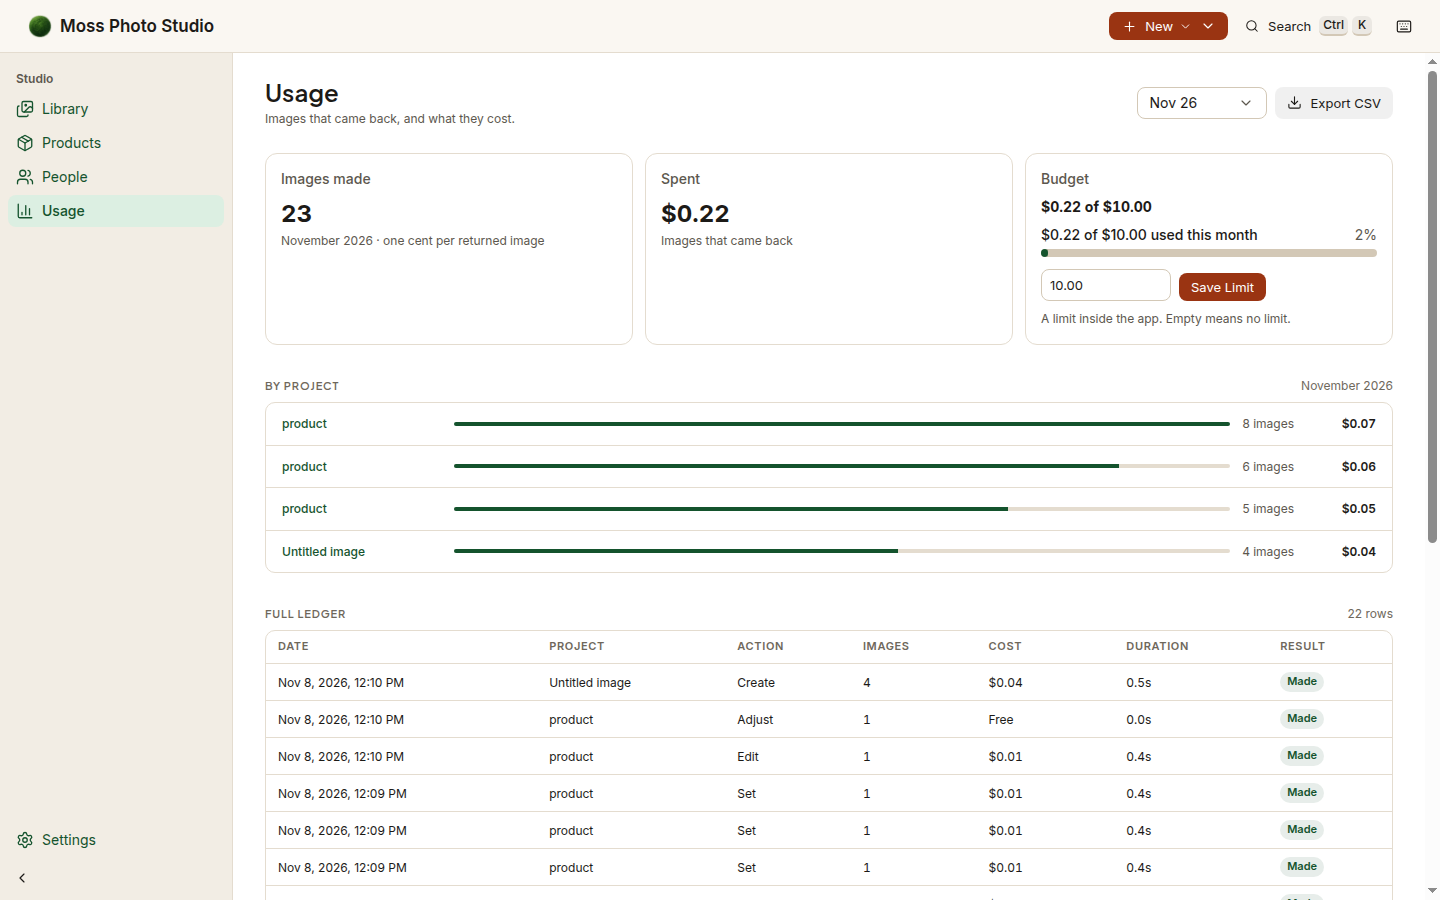 Moss Photo Studio
New
Search Ctrl K
Studio
Library
Products
People
Usage
Settings
Usage
Images that came back, and what they cost.
Nov 26
Export CSV
Images made
23
November 2026 · one cent per returned image
Spent
$0.22
Images that came back
Budget
$0.22 of $10.00
$0.22 of $10.00 used this month 2%
10.00
Save Limit
A limit inside the app. Empty means no limit.
BY PROJECT November 2026
product 8 images $0.07
product 6 images $0.06
product 5 images $0.05
Untitled image 4 images $0.04
FULL LEDGER 22 rows
DATE PROJECT ACTION IMAGES COST DURATION RESULT
Nov 8, 2026, 12:10 PM Untitled image Create 4 $0.04 0.5s Made
Nov 8, 2026, 12:10 PM product Adjust 1 Free 0.0s Made
Nov 8, 2026, 12:10 PM product Edit 1 $0.01 0.4s Made
Nov 8, 2026, 12:09 PM product Set 1 $0.01 0.4s Made
Nov 8, 2026, 12:09 PM product Set 1 $0.01 0.4s Made
Nov 8, 2026, 12:09 PM product Set 1 $0.01 0.4s Made